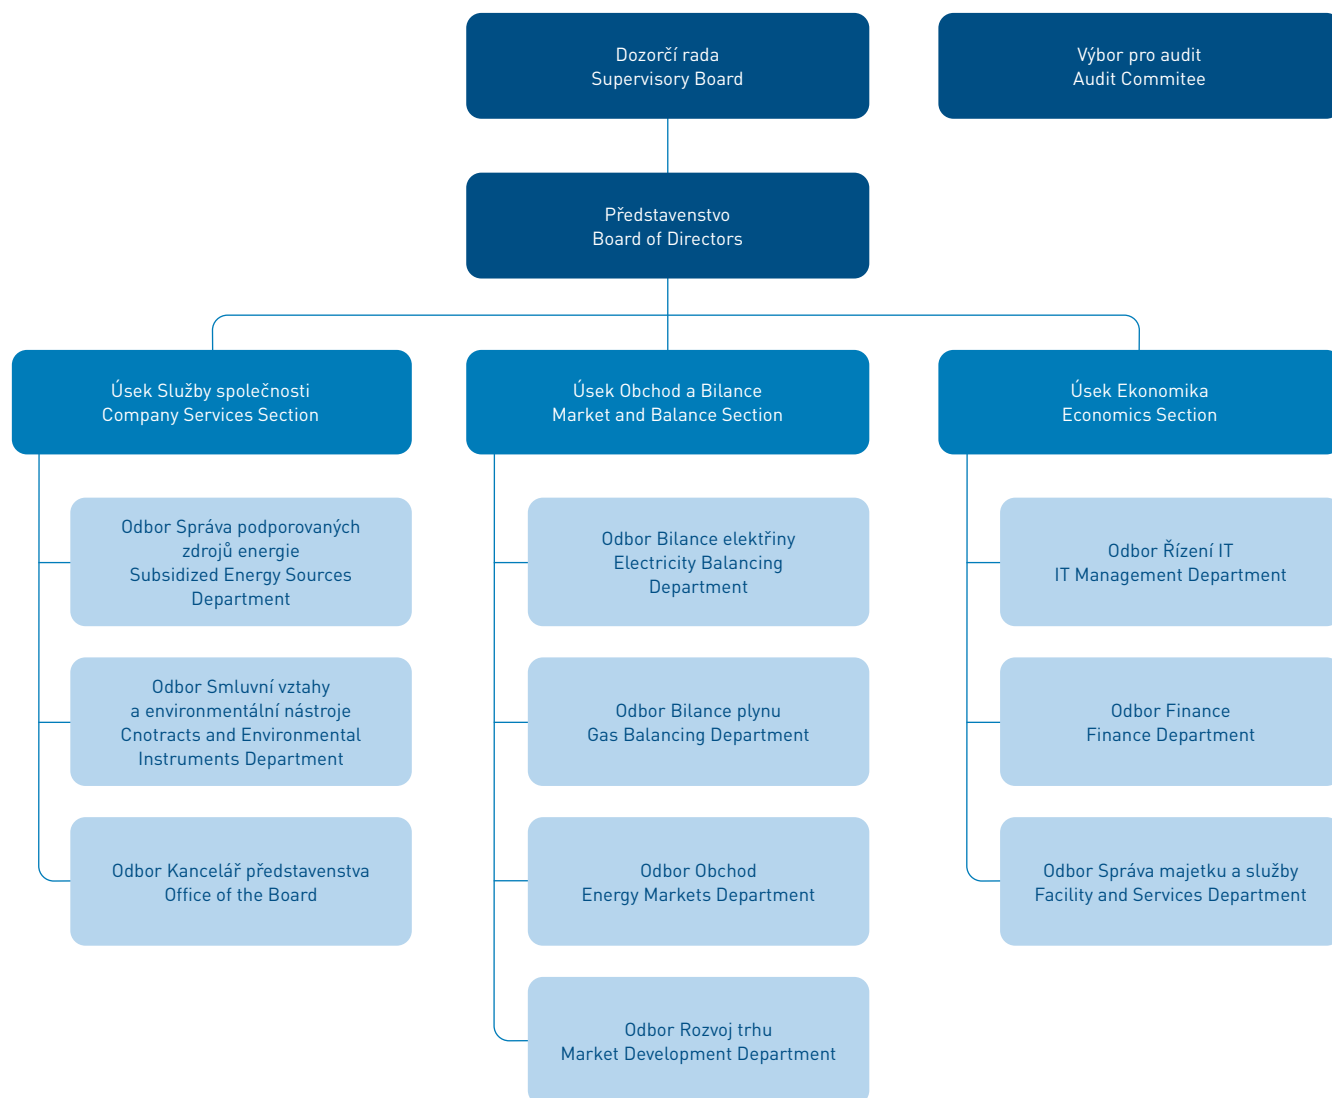 Dozorčí rada
Supervisory Board
Výbor pro audit
Audit Commitee
Představenstvo
Board of Directors
Úsek Služby společnosti
Company Services Section
Úsek Obchod a Bilance
Market and Balance Section
Úsek Ekonomika
Economics Section
Odbor Správa podporovaných
zdrojů energie
Subsidized Energy Sources
Department
Odbor Bilance elektřiny
Electricity Balancing
Department
Odbor Řízení IT
IT Management Department
Odbor Smluvní vztahy
a environmentální nástroje
Cnotracts and Environmental
Instruments Department
Odbor Bilance plynu
Gas Balancing Department
Odbor Finance
Finance Department
Odbor Kancelář představenstva
Office of the Board
Odbor Obchod
Energy Markets Department
Odbor Správa majetku a služby
Facility and Services Department
Odbor Rozvoj trhu
Market Development Department